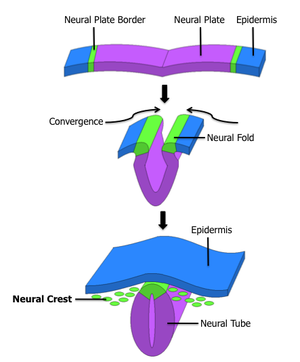 Neural Plate Border
Neural Plate
Epidermis
Convergence
Neural Fold
Epidermis
Neural Crest
Neural Tube